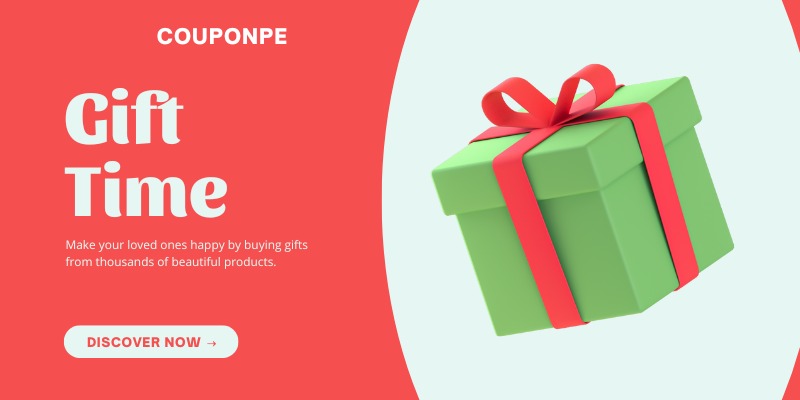 COUPONPE
Gift
Time
Make your loved ones happy by buying gifts
from thousands of beautiful products.
DISCOVER NOW →